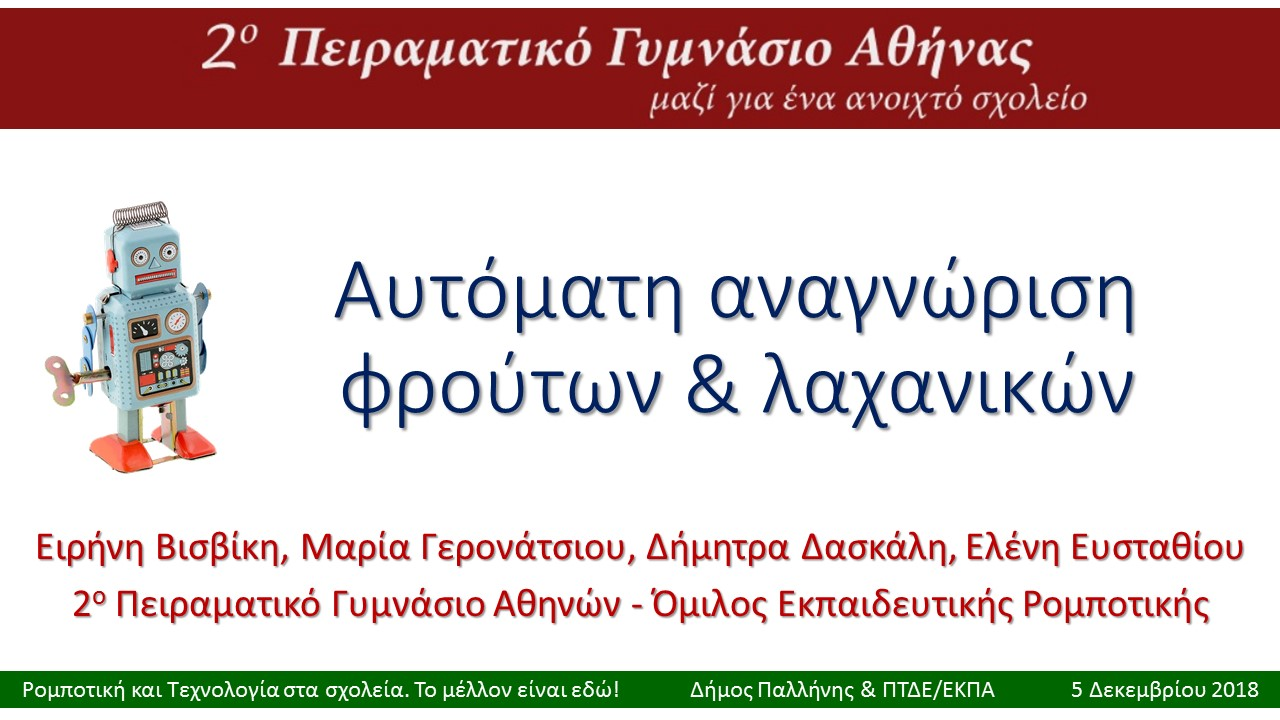 2ο Πειραματικό Γυμνάσιο Αθήνας
μαζί για ένα ανοιχτό σχολείο
Αυτόματη αναγνώριση
φρούτων & λαχανικών
Ειρήνη Βισβίκη, Μαρία Γερονάτσιου, Δήμητρα Δασκάλη, Ελένη Ευσταθίου
2ο Πειραματικό Γυμνάσιο Αθηνών - Όμιλος Εκπαιδευτικής Ρομποτικής
Ρομποτική και Τεχνολογία στα σχολεία. Το μέλλον είναι εδώ! Δήμος Παλλήνης & ΠΤΔΕ/ΕΚΠΑ 5 Δεκεμβρίου 2018